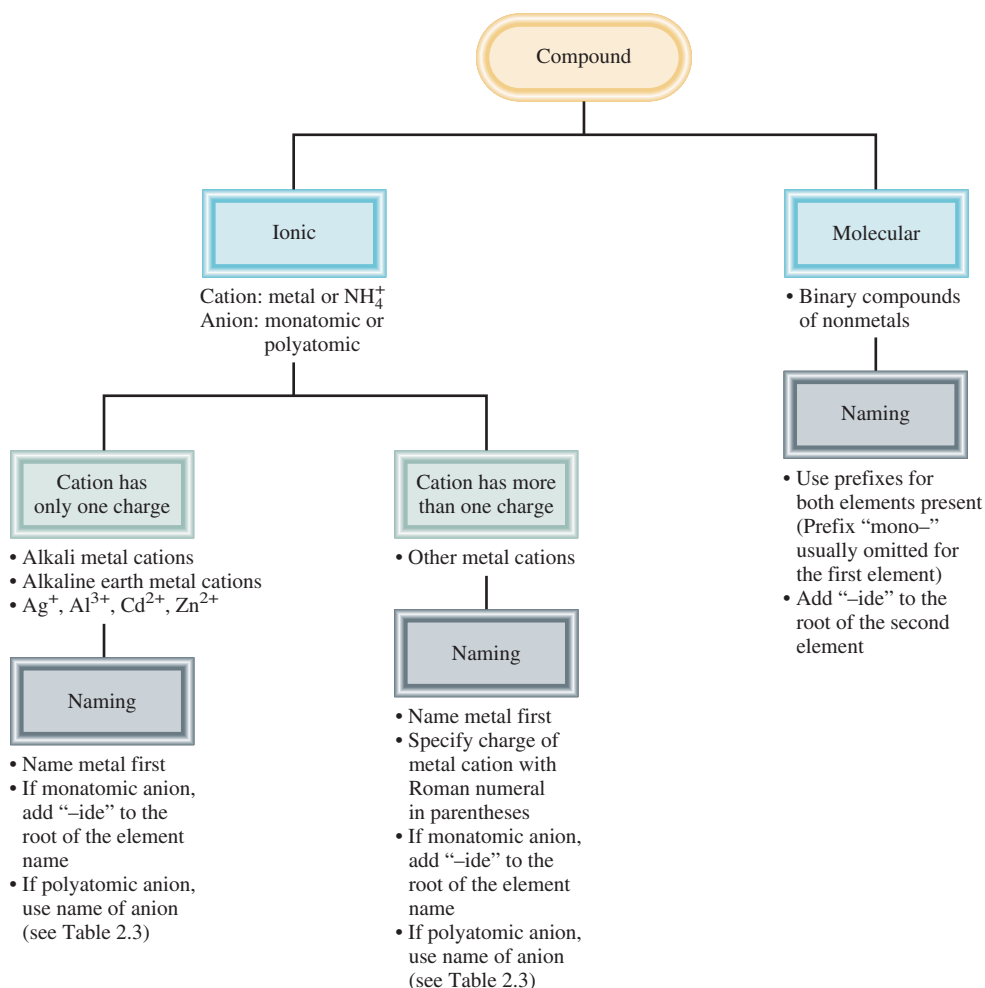 Compound
Ionic
Cation: metal or NH₄⁺
Anion: monatomic or
polyatomic
Cation has
only one charge
• Alkali metal cations
• Alkaline earth metal cations
• Ag⁺, Al³⁺, Cd²⁺, Zn²⁺
Naming
• Name metal first
• If monatomic anion,
add “–ide” to the
root of the element
name
• If polyatomic anion,
use name of anion
(see Table 2.3)
Cation has more
than one charge
• Other metal cations
Naming
• Name metal first
• Specify charge of
metal cation with
Roman numeral
in parentheses
• If monatomic anion,
add “–ide” to the
root of the element
name
• If polyatomic anion,
use name of anion
(see Table 2.3)
Molecular
• Binary compounds
of nonmetals
Naming
• Use prefixes for
both elements present
(Prefix “mono–”
usually omitted for
the first element)
• Add “–ide” to the
root of the second
element